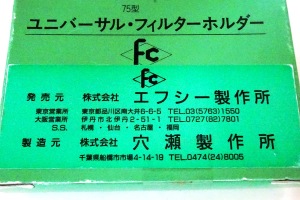 75型
ユニバーサル・フィルターホルダー
FC
FC
発売元 株式会社 エフシー製作所
東京営業所 東京都品川区南大井6-6-5 TEL.03(5763)1550
大阪営業所 伊丹市北伊丹2-51-1 TEL.0727(82)7801
S.S. 札幌・仙台・名古屋・福岡
製造元 株式会社 穴瀬製作所
千葉県船橋市市場4-14-19 TEL.0474(24)8005